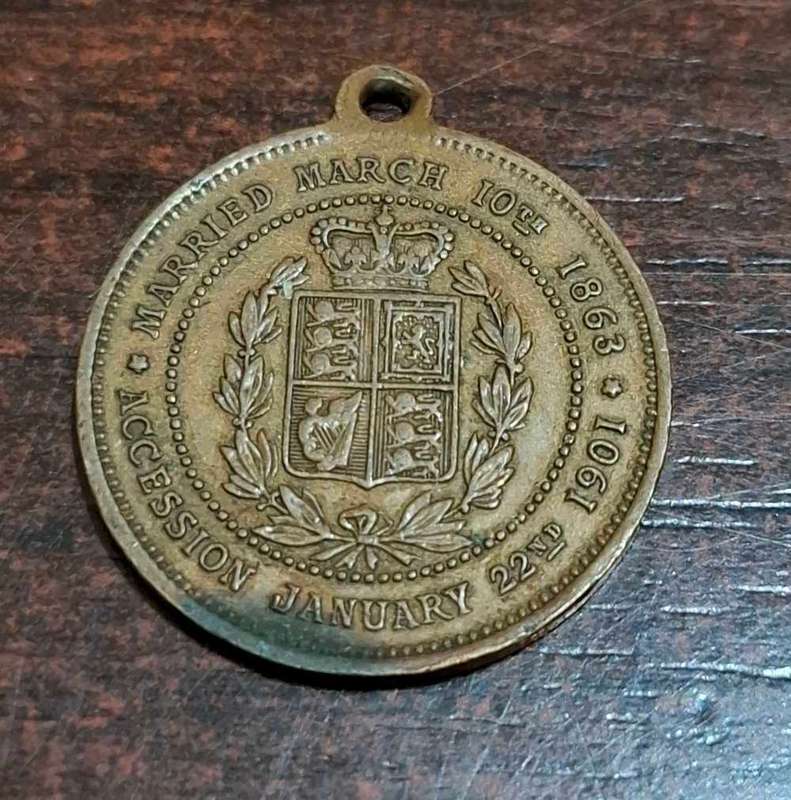 ★ MARRIED MARCH 10TH 1863 ★
ACCESSION JANUARY 22ND 1901